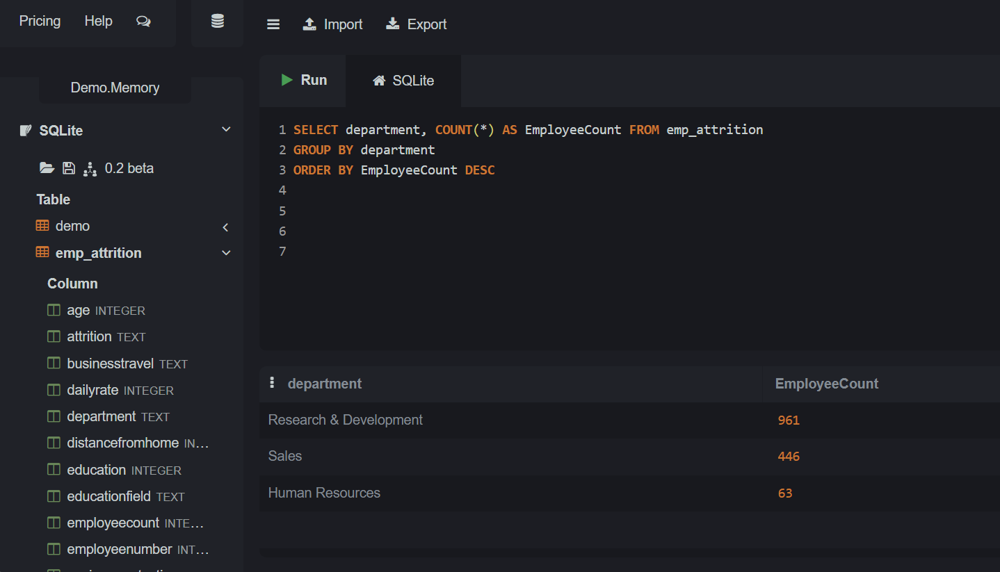 Pricing Help
Import Export
Demo.Memory
Run SQLite
SQLite
0.2 beta
Table
demo
emp_attrition
Column
age INTEGER
attrition TEXT
businesstravel TEXT
dailyrate INTEGER
department TEXT
distancefromhome IN...
education INTEGER
educationfield TEXT
employeecount INTE...
employeenumber INT...
1 SELECT department, COUNT(*) AS EmployeeCount FROM emp_attrition
2 GROUP BY department
3 ORDER BY EmployeeCount DESC
4
5
6
7
department EmployeeCount
Research & Development 961
Sales 446
Human Resources 63